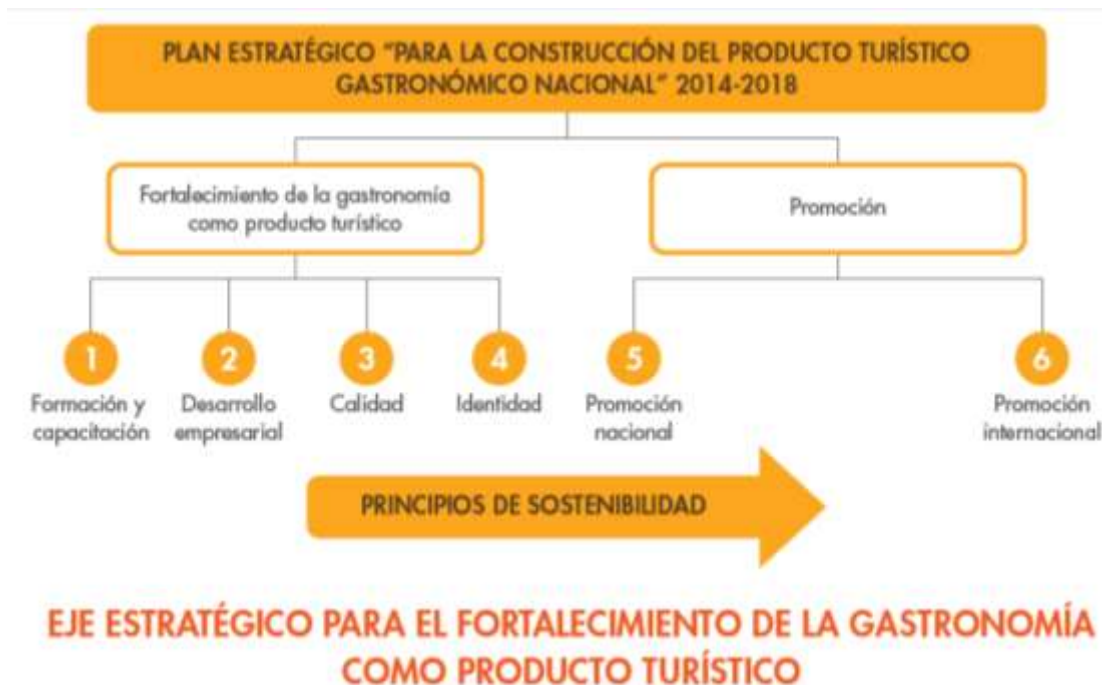 PLAN ESTRATÉGICO “PARA LA CONSTRUCCIÓN DEL PRODUCTO TURÍSTICO
GASTRONÓMICO NACIONAL” 2014-2018
Fortalecimiento de la gastronomía
como producto turístico
Promoción
1
Formación y
capacitación
2
Desarrollo
empresarial
3
Calidad
4
Identidad
5
Promoción
nacional
6
Promoción
internacional
PRINCIPIOS DE SOSTENIBILIDAD
EJE ESTRATÉGICO PARA EL FORTALECIMIENTO DE LA GASTRONOMÍA
COMO PRODUCTO TURÍSTICO